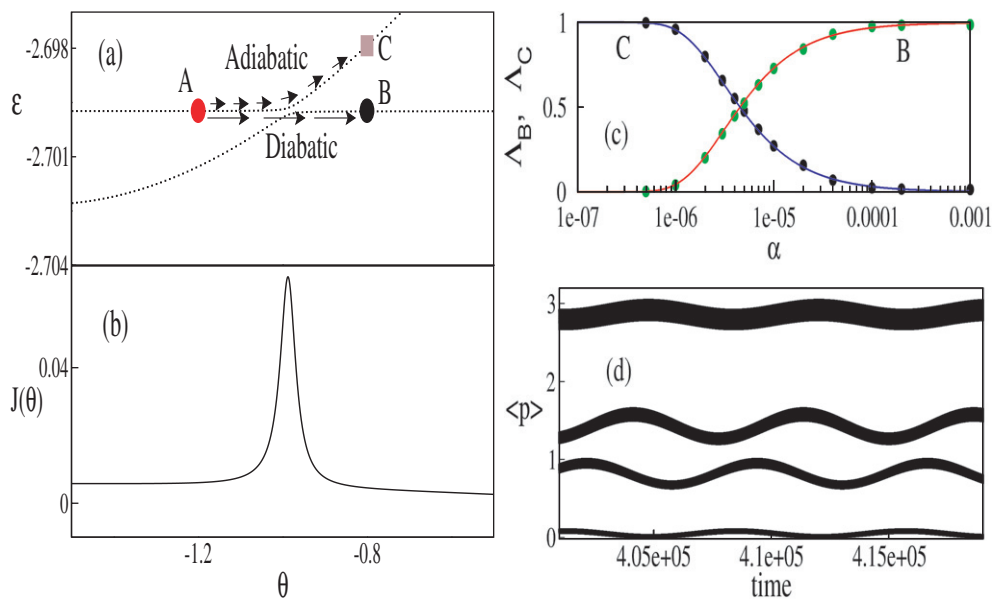 (a)
-2.698
-2.701
-2.704
ε
A
Adiabatic
C
B
Diabatic
(b)
0.04
0
J(θ)
-1.2
-0.8
θ
Λ_B, Λ_C
1
0.5
0
C
B
(c)
1e-07
1e-06
1e-05
0.0001
0.001
α
<p>
3
2
1
0
(d)
4.05e+05
4.1e+05
4.15e+05
time